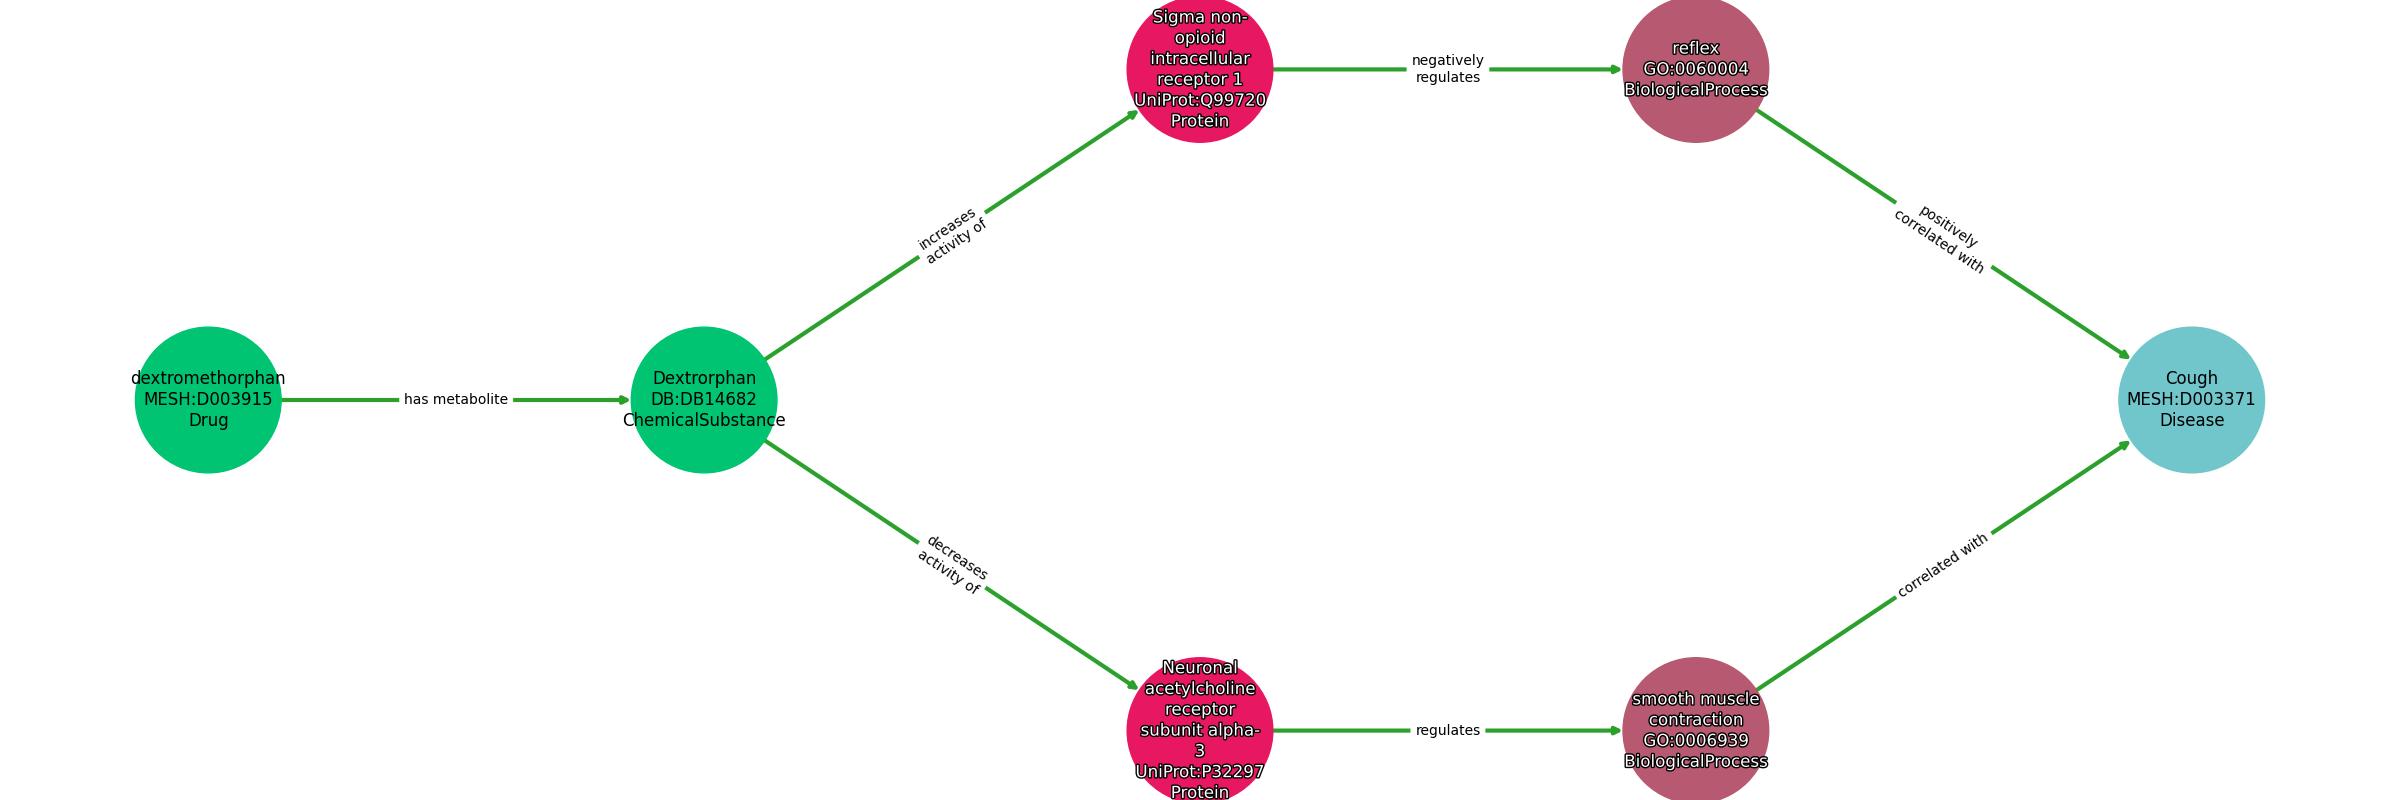 Sigma non-
opioid
intracellular
receptor 1
UniProt:Q99720
Protein
negatively
regulates
reflex
GO:0060004
BiologicalProcess
increases
activity of
positively
correlated with
dextromethorphan
MESH:D003915
Drug
has metabolite
Dextrorphan
DB:DB14682
ChemicalSubstance
Cough
MESH:D003371
Disease
decreases
activity of
correlated with
Neuronal
acetylcholine
receptor
subunit alpha-
3
UniProt:P32297
Protein
regulates
smooth muscle
contraction
GO:0006939
BiologicalProcess